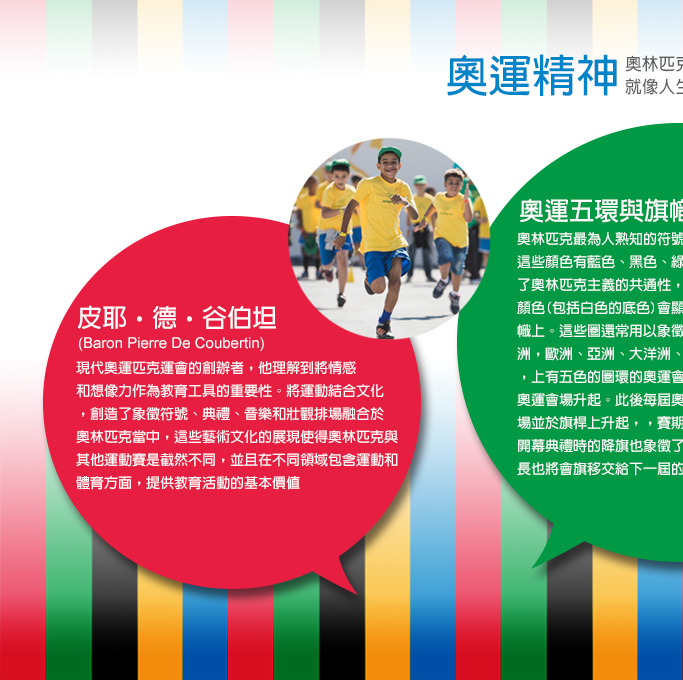 奧運精神
奧林匹克
就像人生
皮耶・德・谷伯坦
(Baron Pierre De Coubertin)
現代奧運匹克運會的創辦者，他理解到將情感
和想像力作為教育工具的重要性。將運動結合文化
，創造了象徵符號、典禮、音樂和壯觀排場融合於
奧林匹克當中，這些藝術文化的展現使得奧林匹克與
其他運動賽是截然不同，並且在不同領域包含運動和
體育方面，提供教育活動的基本價值
奧運五環與旗幟
奧林匹克最為人熟知的符號
這些顏色有藍色、黑色、綠
了奧林匹克主義的共通性，
顏色(包括白色的底色)會顯
幟上。這些圈還常用以象徵
洲，歐洲、亞洲、大洋洲、
，上有五色的圈環的奧運會
奧運會場升起。此後每屆奧
場並於旗桿上升起，，賽期
開幕典禮時的降旗也象徵了
長也將會旗移交給下一屆的